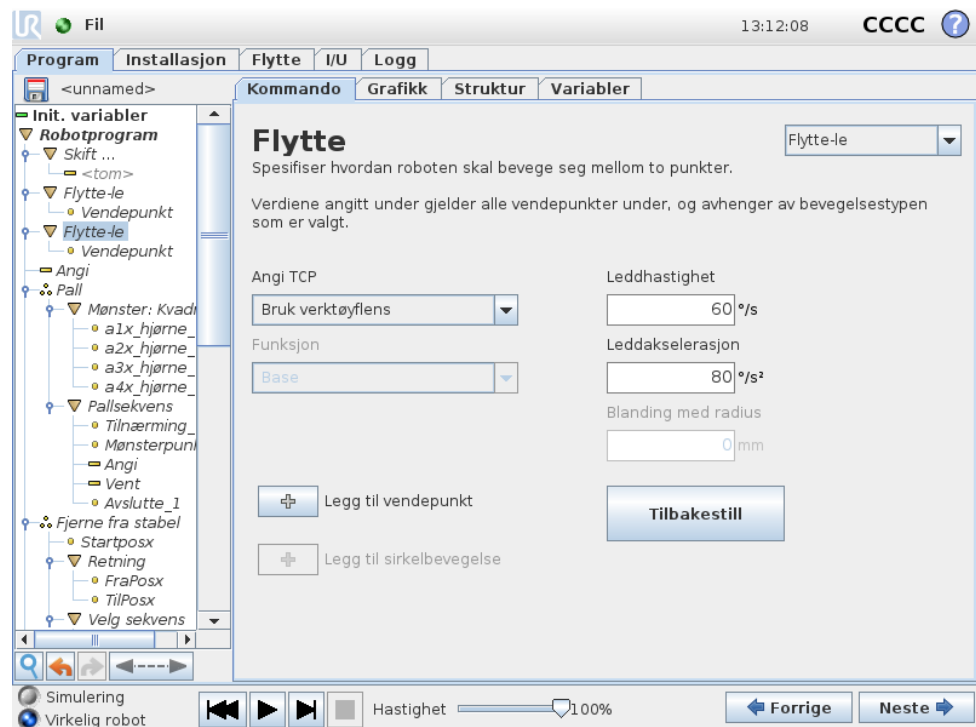 Fil
13:12:08
CCCC
?
Program Installasjon Flytte I/U Logg
<unnamed>
Kommando Grafikk Struktur Variabler
Init. variabler
Robotprogram
Skift ...
<tom>
Flytte-le
Vendepunkt
Flytte-le
Vendepunkt
Angi
Pall
Mønster: Kvadr
a1x_hjørne_
a2x_hjørne_
a3x_hjørne_
a4x_hjørne_
Pallsekvens
Tilnærming_
Mønsterpunk
Angi
Vent
Avslutte_1
Fjerne fra stabel
Startposx
Retning
FraPosx
TilPosx
Velg sekvens
Flytte
Flytte-le
Spesifiser hvordan roboten skal bevege seg mellom to punkter.
Verdiene angitt under gjelder alle vendepunkter under, og avhenger av bevegelsestypen
som er valgt.
Angi TCP
Bruk verktøyflens
Funksjon
Base
Leddhastighet
60 °/s
Leddakselerasjon
80 °/s²
Blanding med radius
0 mm
Legg til vendepunkt
Tilbakestill
Legg til sirkelbevegelse
Simulering
Virkelig robot
Hastighet 100%
Forrige
Neste